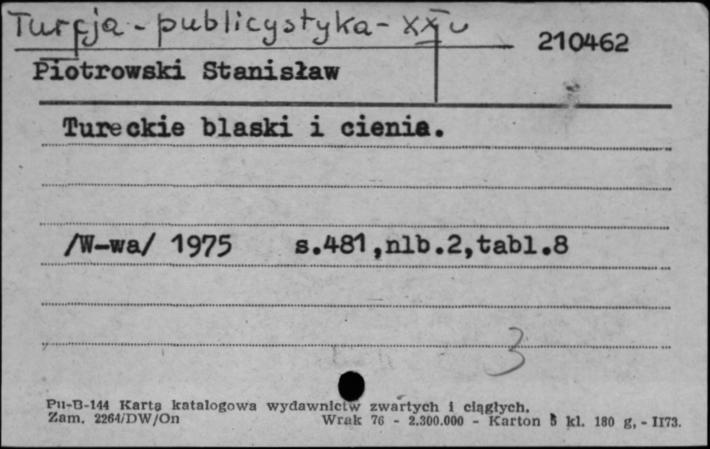 Turcja - publicystyka - XX w
210462
Piotrowski Stanisław
Tureckie blaski i cienie.
/W-wa/ 1975 s.481,nlb.2,tabl.8
3
Pu-B-144 Karta katalogowa wydawnictw zwartych i ciągłych.
Zam. 2264/DW/On Wrak 76 - 2.300.000 - Karton 5 kl. 180 g, - II73.